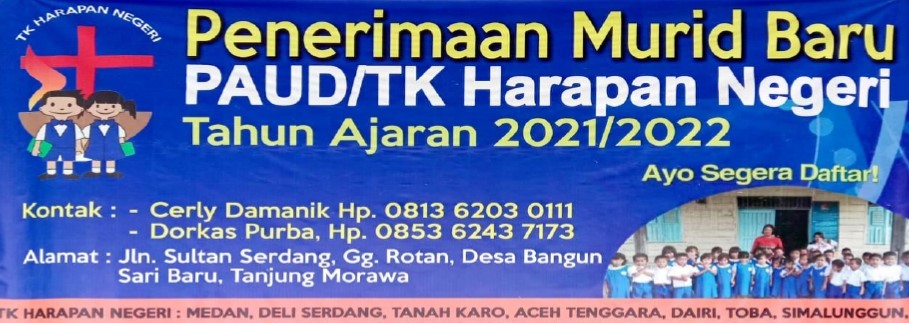 TK HARAPAN NEGERI
Penerimaan Murid Baru
PAUD/TK Harapan Negeri
Tahun Ajaran 2021/2022
Ayo Segera Daftar!
Kontak : - Cerly Damanik Hp. 0813 6203 0111
- Dorkas Purba, Hp. 0853 6243 7173
Alamat : Jln. Sultan Serdang, Gg. Rotan, Desa Bangun
Sari Baru, Tanjung Morawa
TK HARAPAN NEGERI : MEDAN, DELI SERDANG, TANAH KARO, ACEH TENGGARA, DAIRI, TOBA, SIMALUNGGUN,